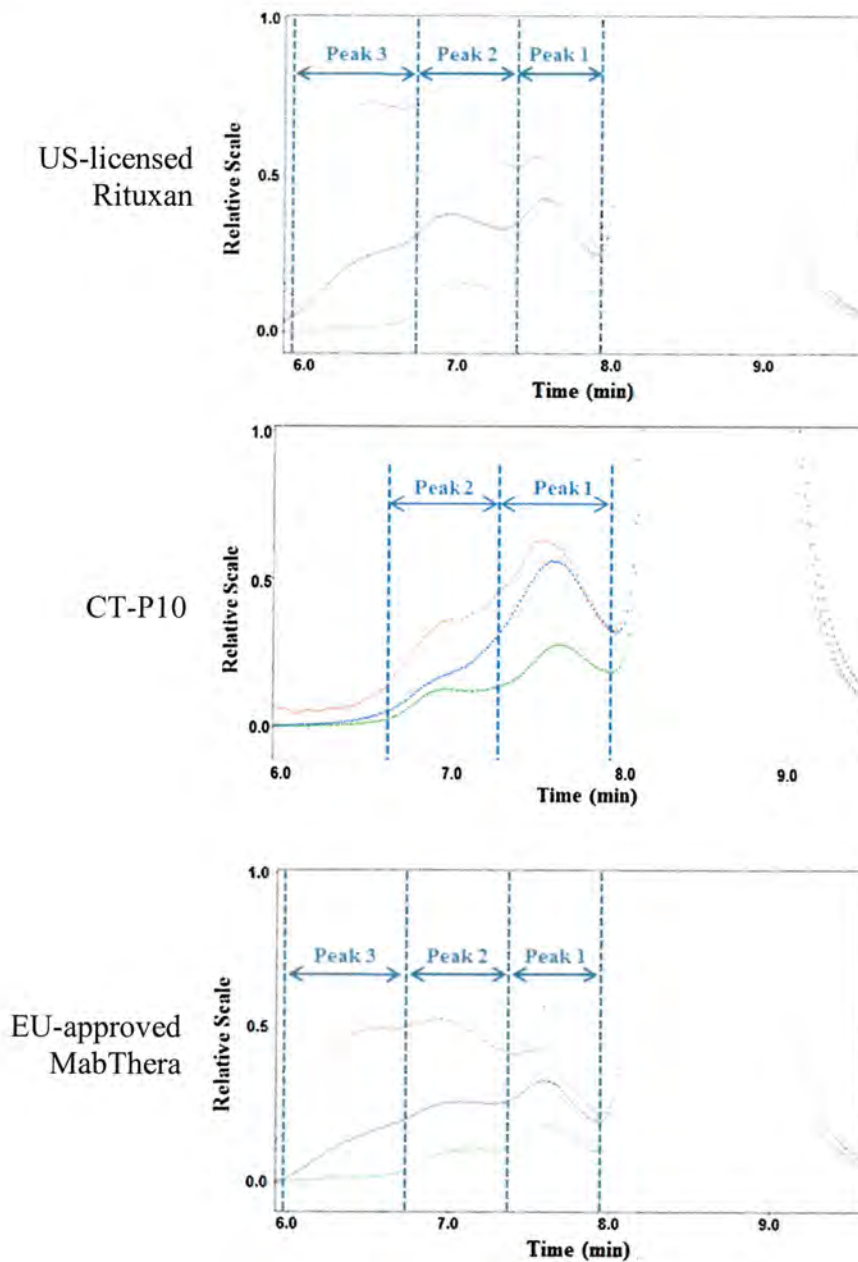 1.0
Peak 3 Peak 2 Peak 1
US-licensed
Rituxan
Relative Scale
0.5
0.0
6.0 7.0 8.0 9.0
Time (min)
1.0
Peak 2 Peak 1
CT-P10
Relative Scale
0.5
0.0
6.0 7.0 8.0 9.0
Time (min)
1.0
Peak 3 Peak 2 Peak 1
EU-approved
MabThera
Relative Scale
0.5
0.0
6.0 7.0 8.0 9.0
Time (min)